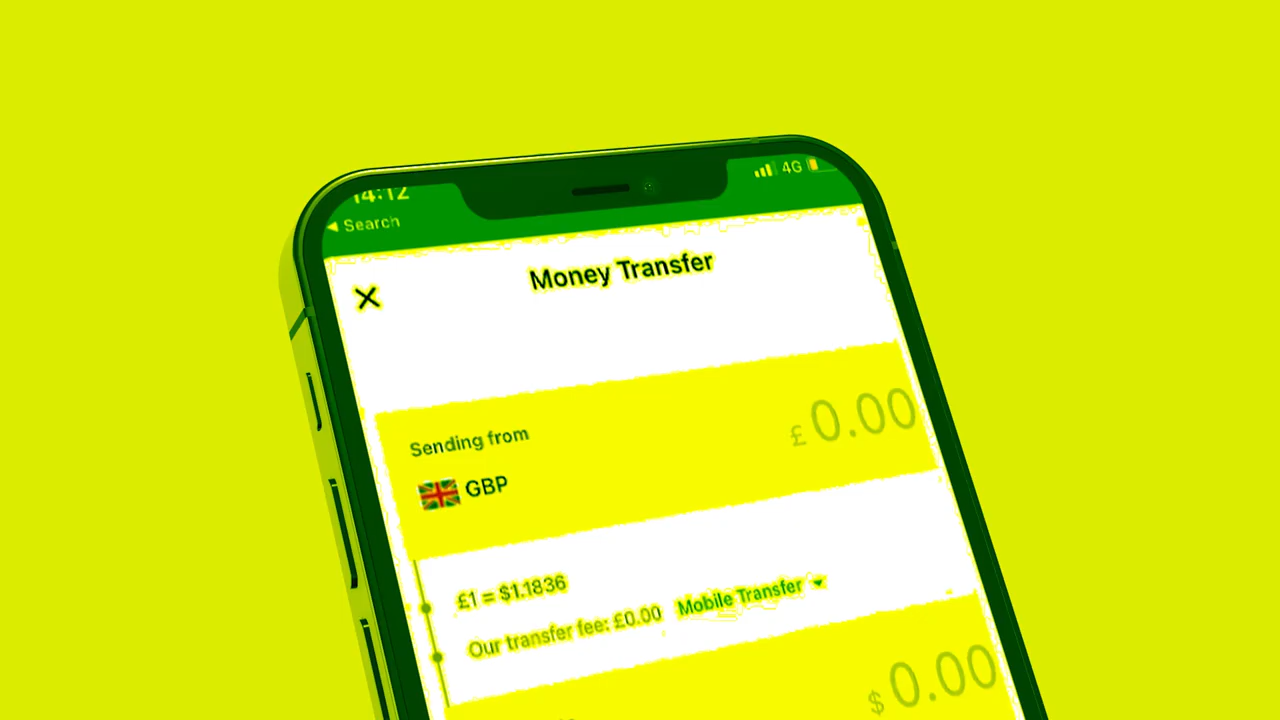 14:12
4G
◀ Search
Money Transfer
Sending from
£ 0.00
GBP
£1 = $1.1836
Our transfer fee: £0.00 Mobile Transfer
$ 0.00